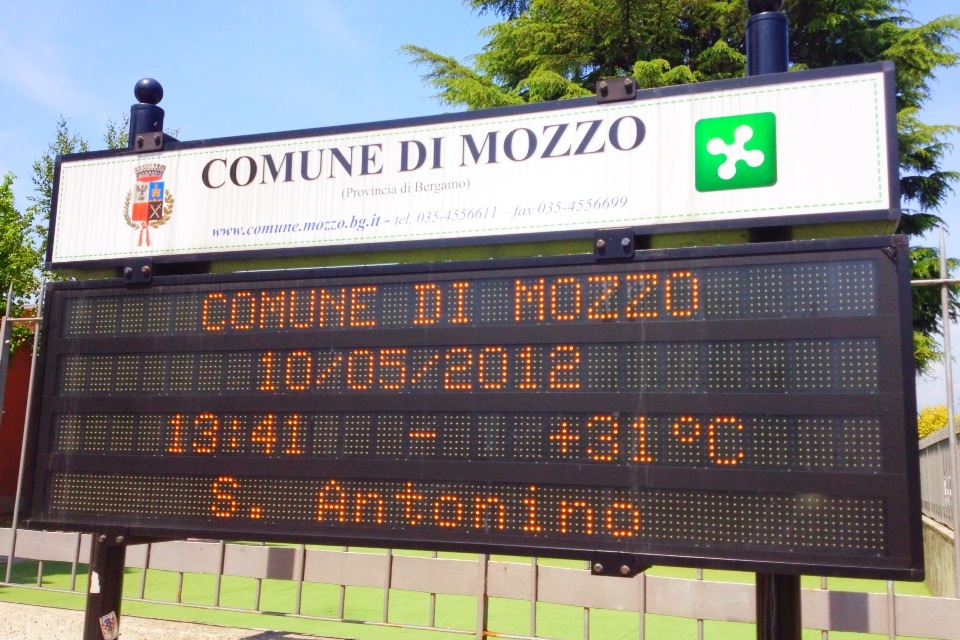 COMUNE DI MOZZO
(Provincia di Bergamo)
www.comune.mozzo.bg.it - tel. 035-4556611 - fax 035-4556699
COMUNE DI MOZZO
10/05/2012
13:41 - +31°C
S. Antonino